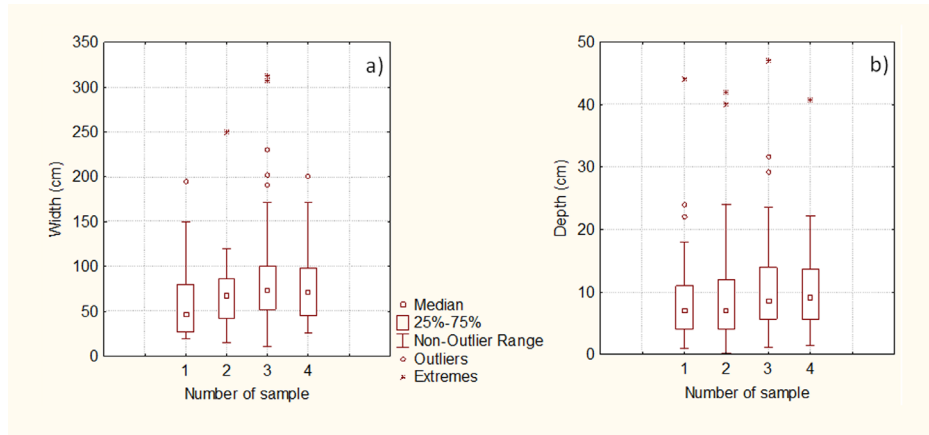 350
300
250
200
150
100
50
0
Width (cm)
a)
1 2 3 4
Number of sample
Median
25%-75%
Non-Outlier Range
Outliers
Extremes
50
40
30
20
10
0
Depth (cm)
b)
1 2 3 4
Number of sample